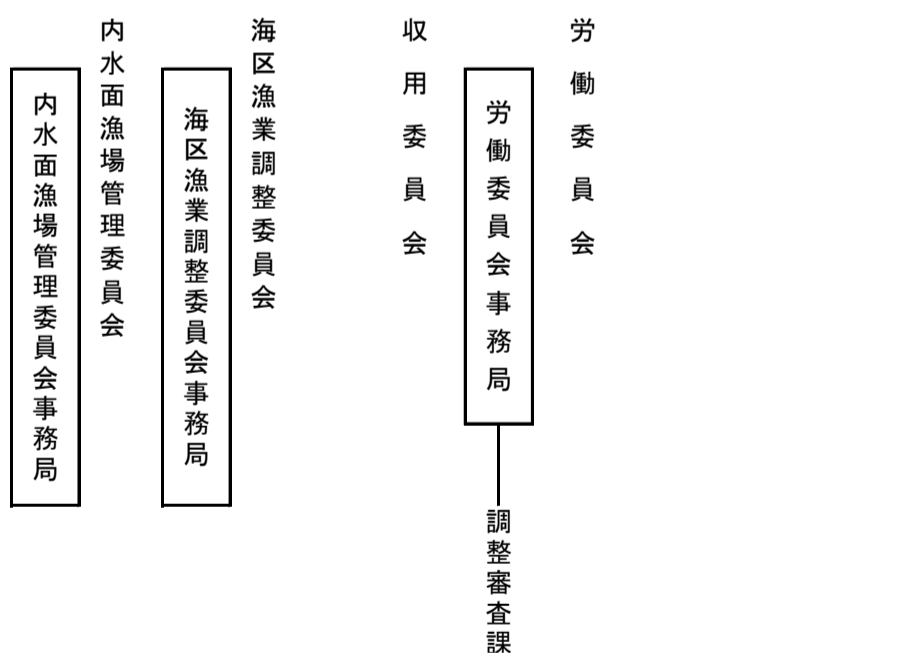 労働委員会
労働委員会事務局
調整審査課
収用委員会
海区漁業調整委員会
海区漁業調整委員会事務局
内水面漁場管理委員会
内水面漁場管理委員会事務局